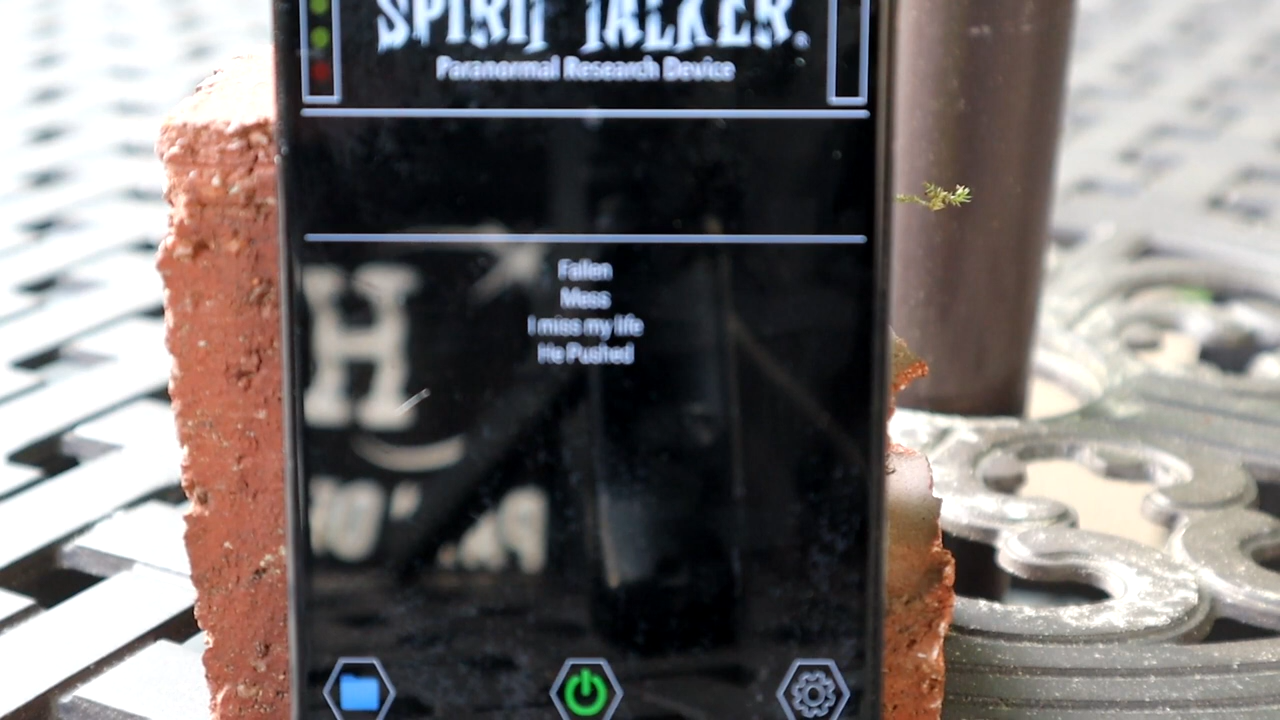 SPIRIT TALKER.
Paranormal Research Device
Fallen
Mess
I miss my life
He Pushed
H